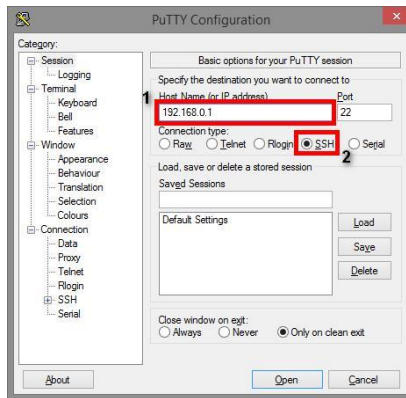 PuTTY Configuration
Category:
Session
Logging
Terminal
Keyboard
Bell
Features
Window
Appearance
Behaviour
Translation
Selection
Colours
Connection
Data
Proxy
Telnet
Rlogin
SSH
Serial
Basic options for your PuTTY session
Specify the destination you want to connect to
1
Host Name (or IP address) Port
192.168.0.1 22
Connection type:
Raw Telnet Rlogin SSH Serial
2
Load, save or delete a stored session
Saved Sessions
Default Settings
Load
Save
Delete
Close window on exit:
Always Never Only on clean exit
About Open Cancel